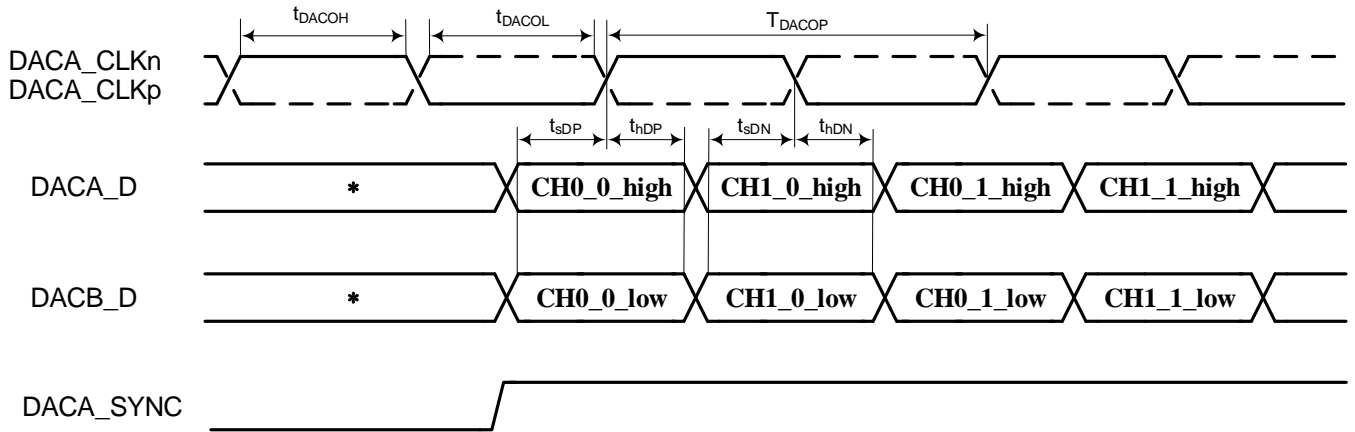 tDACOH tDACOL TDACOP
DACA_CLKn
DACA_CLKp
tsDP thDP tsDN thDN
DACA_D * CH0_0_high CH1_0_high CH0_1_high CH1_1_high
DACB_D * CH0_0_low CH1_0_low CH0_1_low CH1_1_low
DACA_SYNC